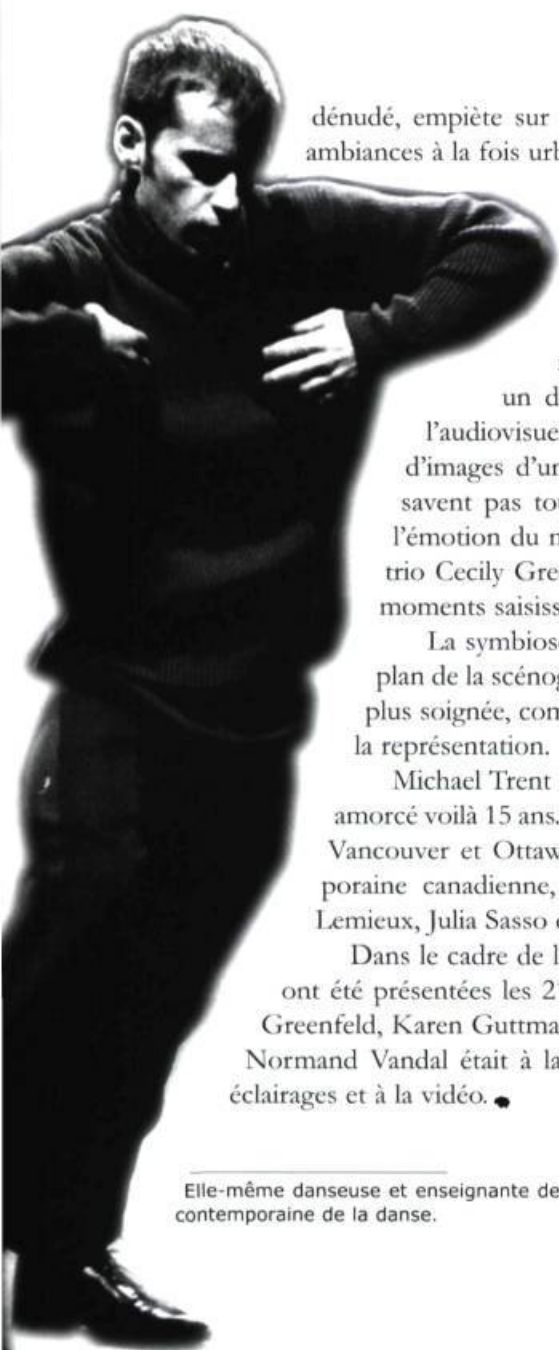 dénudé, empiète sur
ambiances à la fois urb
un d
l'audiovisue
d'images d'un
savent pas tou
l'émotion du m
trio Cecily Gre
moments saisiss
La symbiose
plan de la scénog
plus soignée, com
la représentation.
Michael Trent
amorcé voilà 15 ans.
Vancouver et Ottaw
poraine canadienne,
Lemieux, Julia Sasso
Dans le cadre de l
ont été présentées les 2
Greenfeld, Karen Guttma
Normand Vandal était à la
éclairages et à la vidéo.
Elle-même danseuse et enseignante de
contemporaine de la danse.